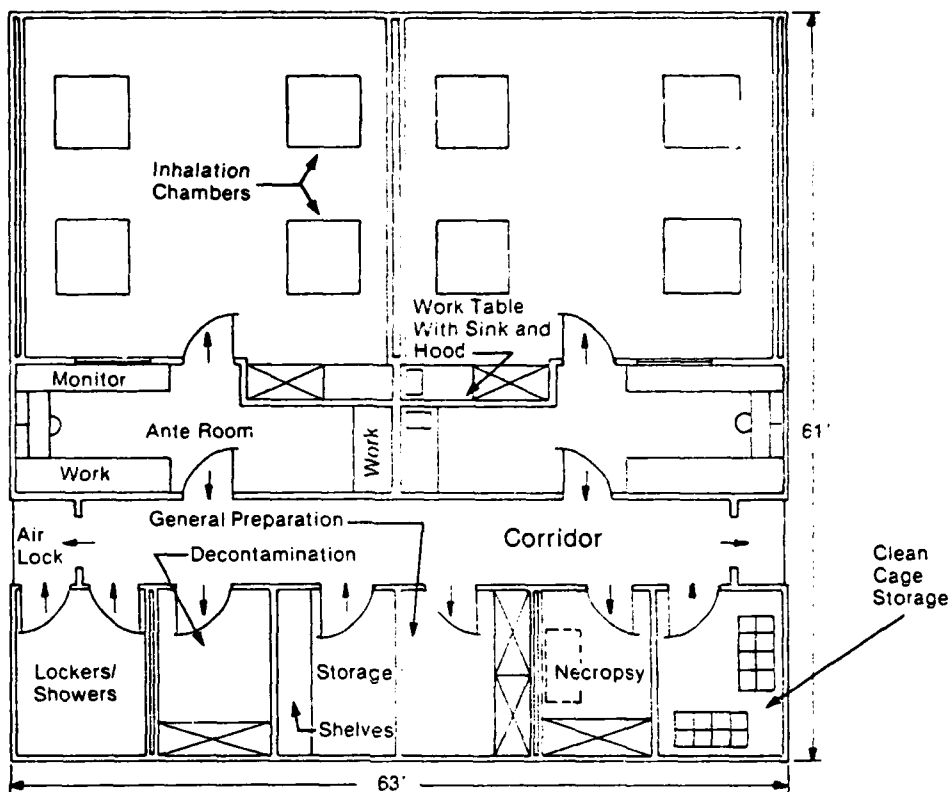 Inhalation
Chambers
Work Table
With Sink and
Hood
Monitor
Ante Room
Work
Work
61'
General Preparation
Air
Lock
Decontamination
Corridor
Clean
Cage
Storage
Lockers/
Showers
Storage
Necropsy
Shelves
63'